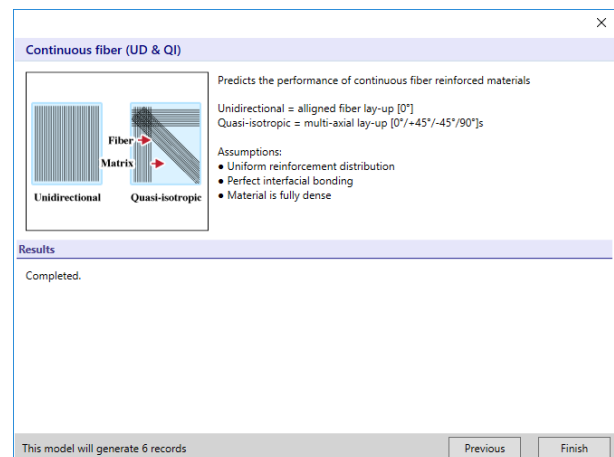 Continuous fiber (UD & QI)
Predicts the performance of continuous fiber reinforced materials
Unidirectional = alligned fiber lay-up [0°]
Quasi-isotropic = multi-axial lay-up [0°/+45°/-45°/90°]s
Assumptions:
● Uniform reinforcement distribution
● Perfect interfacial bonding
● Material is fully dense
Fiber
Matrix
Unidirectional
Quasi-isotropic
Results
Completed.
This model will generate 6 records
Previous
Finish